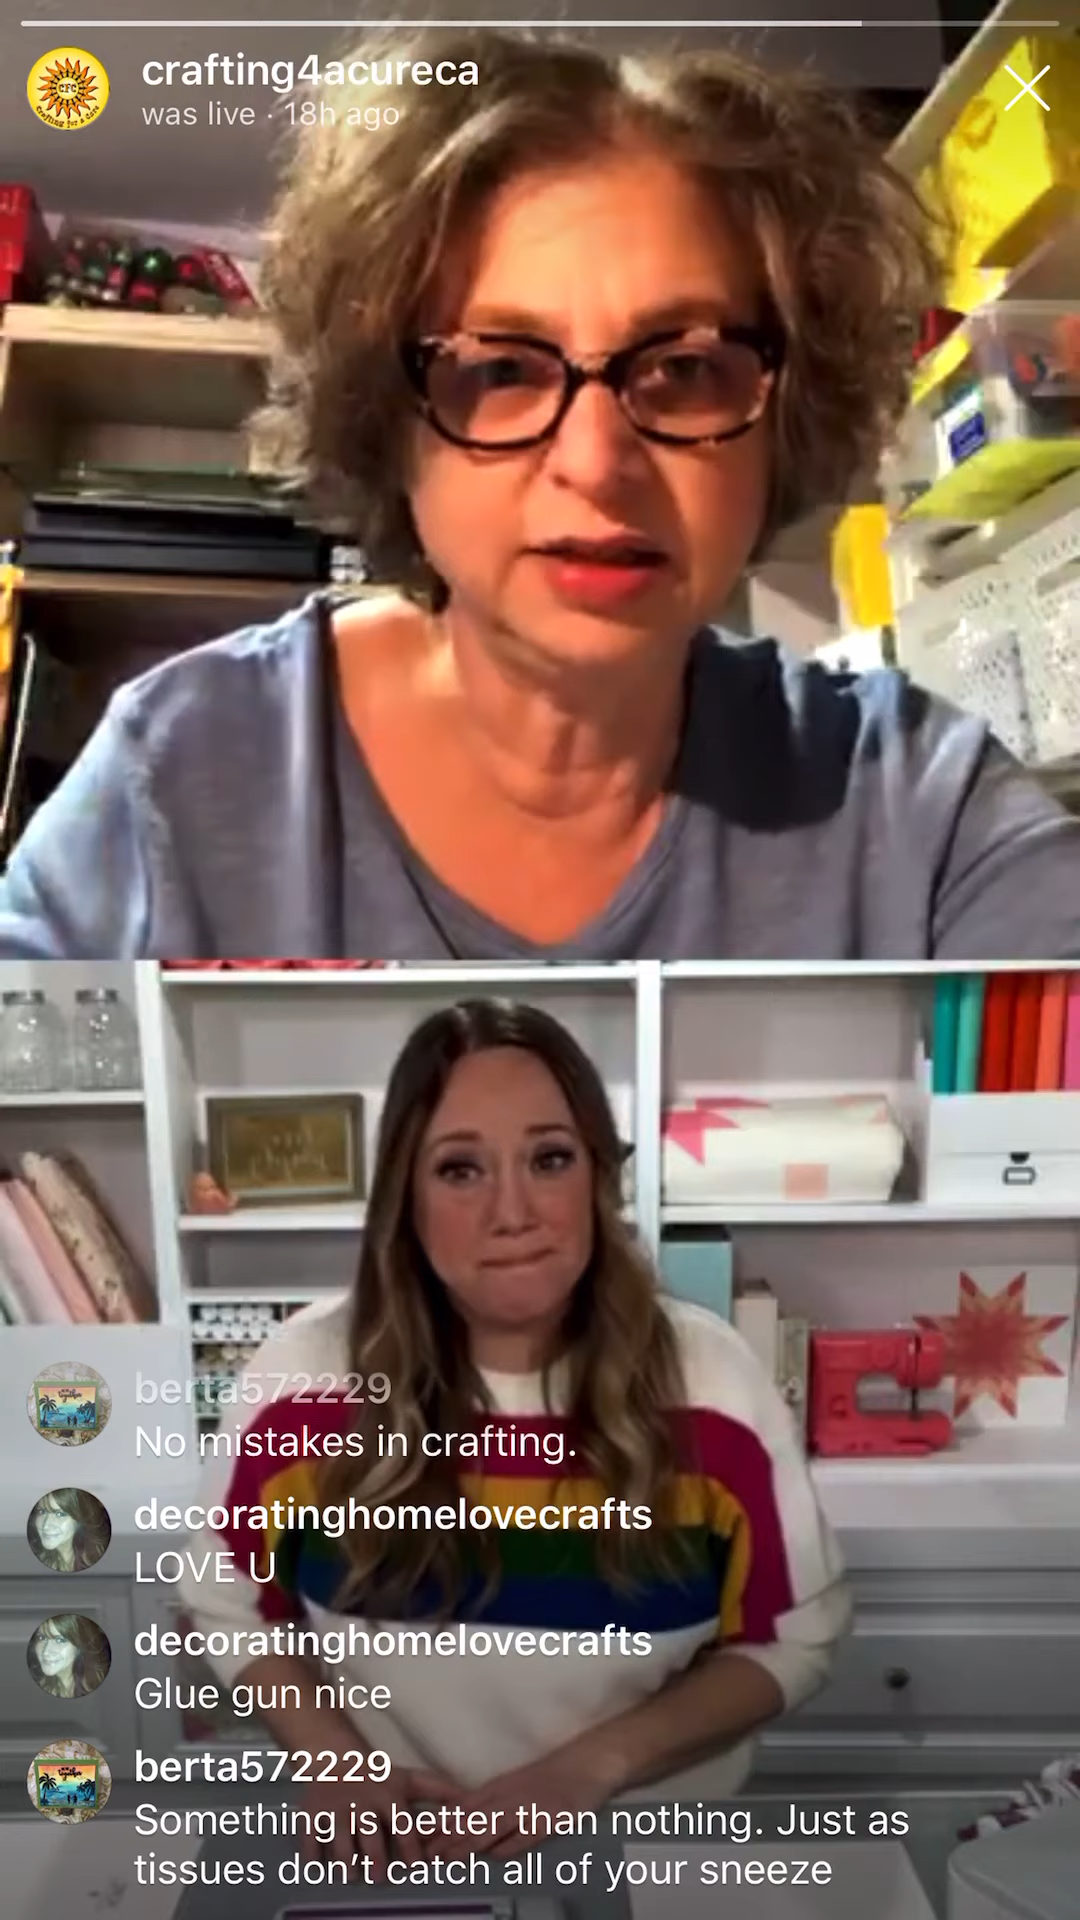 crafting4acureca
was live · 18h ago
CFC
berta572229
No mistakes in crafting.
decoratinghomelovecrafts
LOVE U
decoratinghomelovecrafts
Glue gun nice
berta572229
Something is better than nothing. Just as
tissues don’t catch all of your sneeze